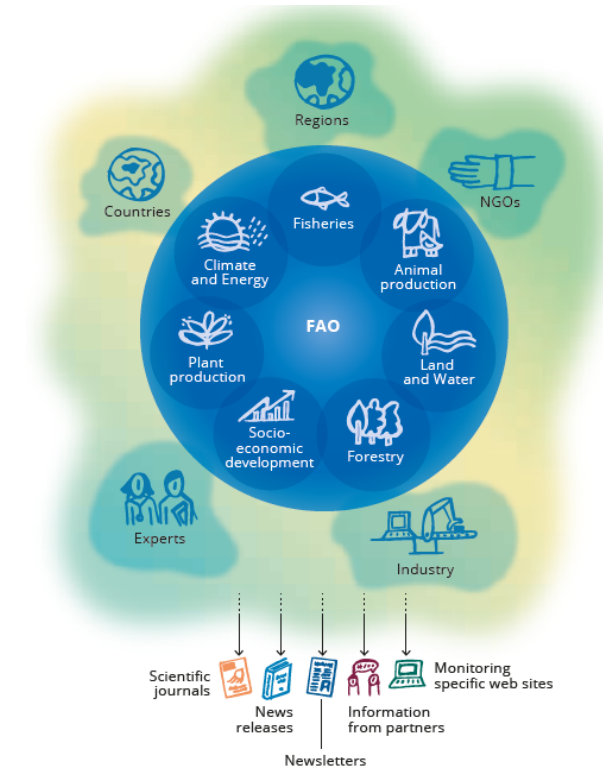 Regions
Countries
NGOs
Fisheries
Climate
and Energy
Animal
production
FAO
Plant
production
Land
and Water
Socio-
economic
development
Forestry
Experts
Industry
Scientific
journals
News
releases
Newsletters
Information
from partners
Monitoring
specific web sites